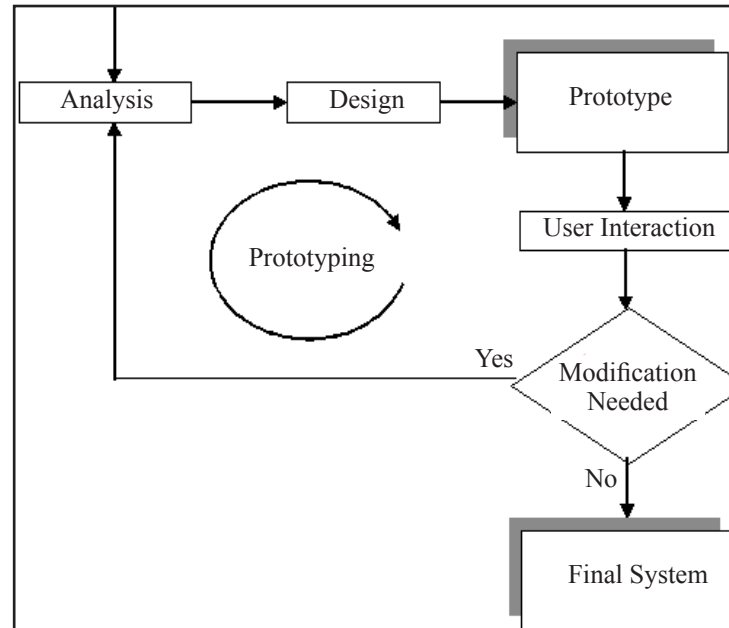 Analysis
Design
Prototype
User Interaction
Prototyping
Yes
Modification
Needed
No
Final System